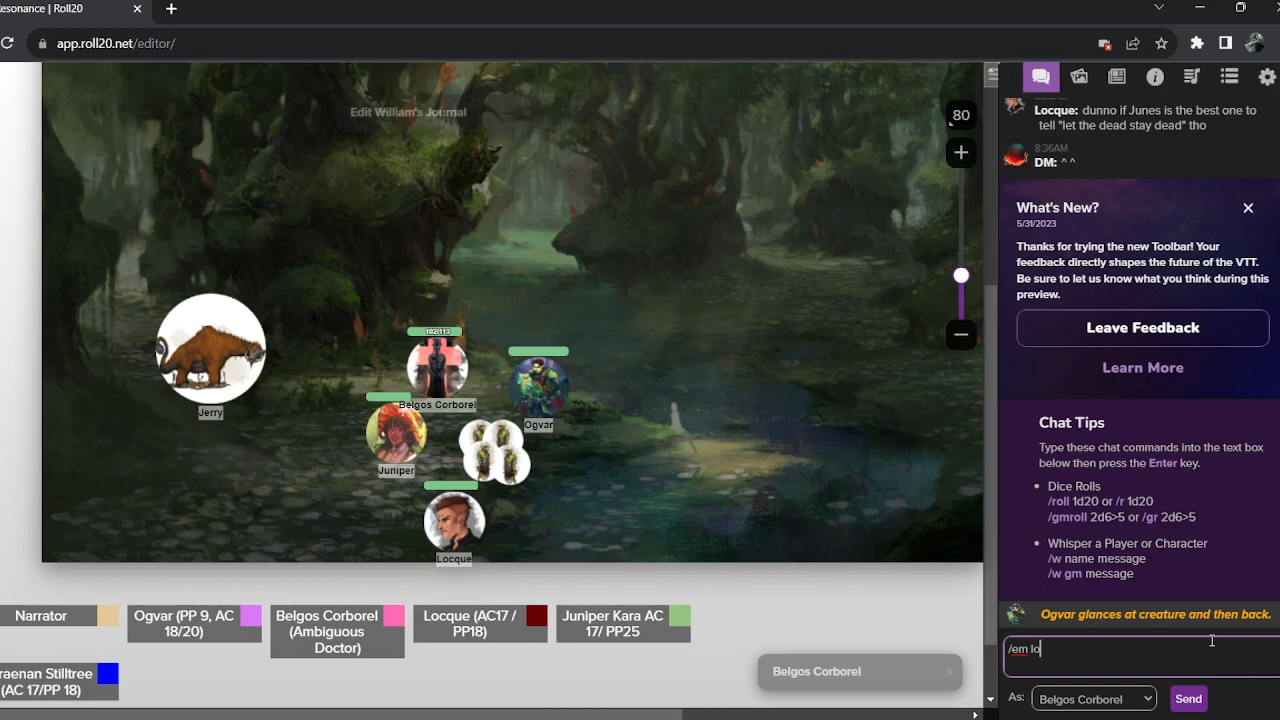 esonance | Roll20
app.roll20.net/editor/
Edit William's Journal
80
Locque: dunno if Junes is the best one to
tell "let the dead stay dead" tho
8:36AM
DM: ^ ^
What's New?
5/31/2023
Thanks for trying the new Toolbar! Your
feedback directly shapes the future of the VTT.
Be sure to let us know what you think during this
preview.
Leave Feedback
Learn More
102/113
Jerry
Belgos Corborel
Ogvar
Juniper
Locque
Chat Tips
Type these chat commands into the text box
below then press the Enter key.
• Dice Rolls
/roll 1d20 or /r 1d20
/gmroll 2d6>5 or /gr 2d6>5
• Whisper a Player or Character
/w name message
/w gm message
Ogvar glances at creature and then back.
/em lo
As: Belgos Corborel
Send
Narrator
Ogvar (PP 9, AC
18/20)
Belgos Corborel
(Ambiguous
Doctor)
Locque (AC17 /
PP18)
Juniper Kara AC
17/ PP25
raenan Stilltree
(AC 17/PP 18)
Belgos Corborel